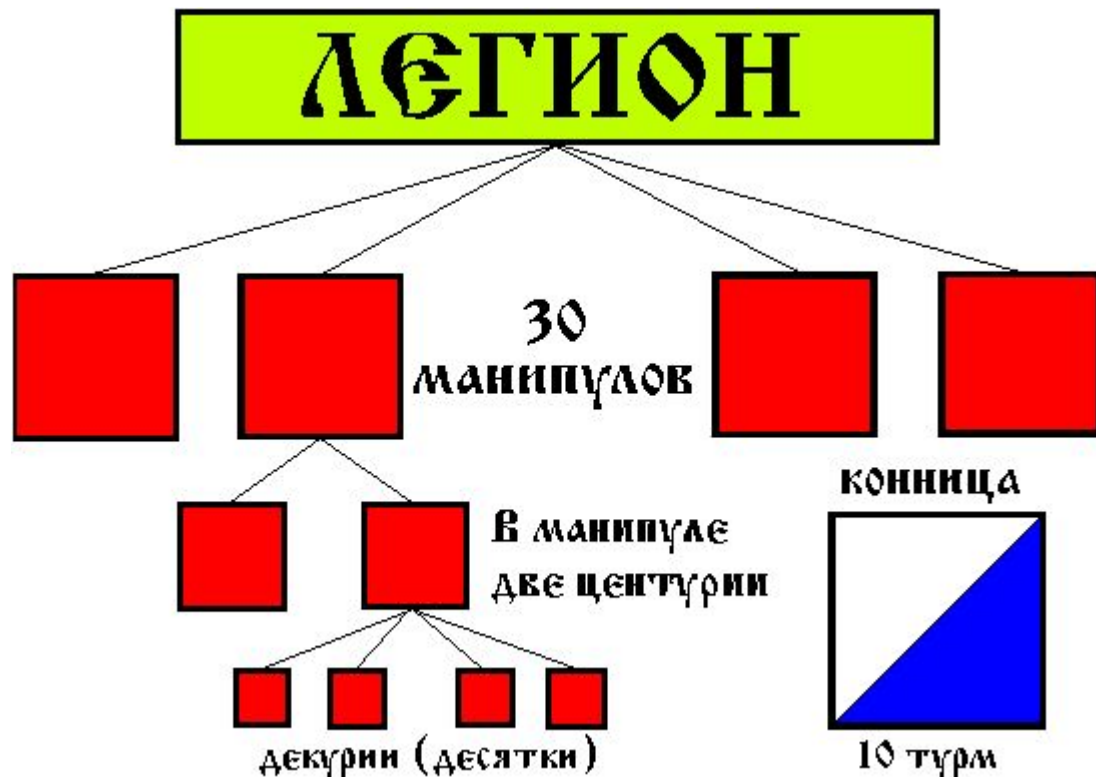 ЛЕГИОН
30
МАНИПУЛОВ
КОННИЦА
В МАНИПУЛЕ
ДВЕ ЦЕНТУРИИ
ДЕКУРИИ (ДЕСЯТКИ)
10 ТУРМ